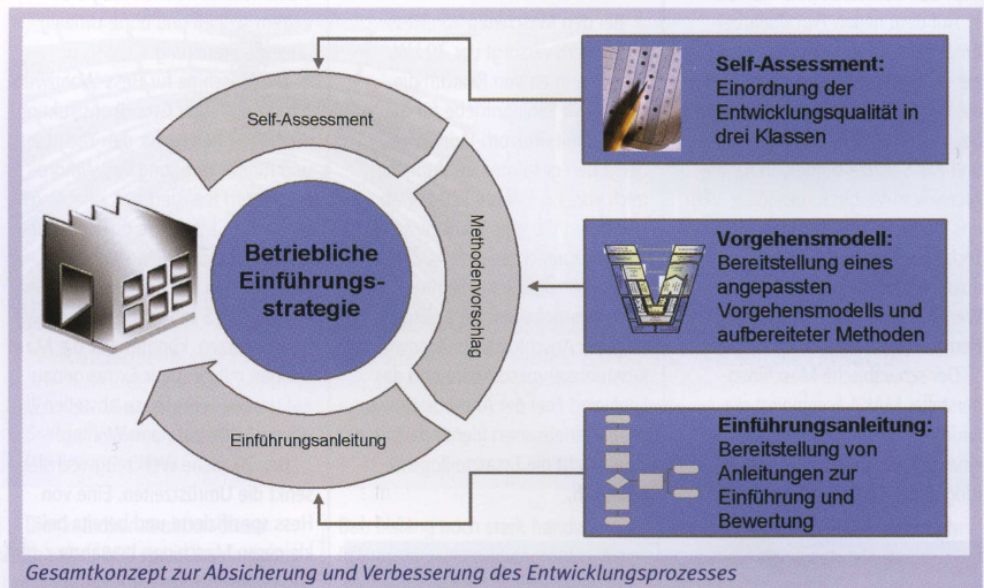 Self-Assessment
Methodenvorschlag
Einführungsanleitung
Betriebliche
Einführungs-
strategie
Self-Assessment:
Einordnung der
Entwicklungsqualität in
drei Klassen
Vorgehensmodell:
Bereitstellung eines
angepassten
Vorgehensmodells und
aufbereiteter Methoden
Einführungsanleitung:
Bereitstellung von
Anleitungen zur
Einführung und
Bewertung
Gesamtkonzept zur Absicherung und Verbesserung des Entwicklungsprozesses